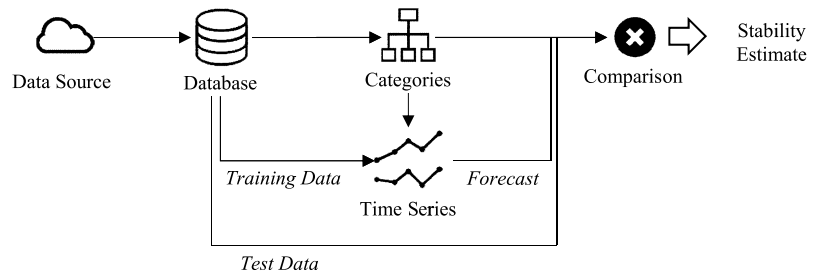 Data Source
Database
Categories
Comparison
Stability
Estimate
Training Data
Forecast
Time Series
Test Data